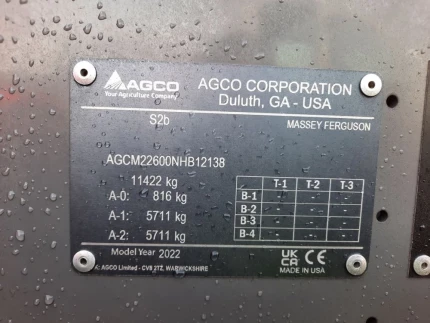 AGCO
Your Agriculture Company
AGCO CORPORATION
Duluth, GA - USA
S2b
MASSEY FERGUSON
AGCM22600NHB12138
11422 kg
A-0: 816 kg
A-1: 5711 kg
A-2: 5711 kg
T-1 T-2 T-3
B-1 - - -
B-2 - - -
B-3 - - -
B-4 - - -
Model Year 2022
UK CA CE
MADE IN USA
AGCO Limited - CV8 2TZ, WARWICKSHIRE